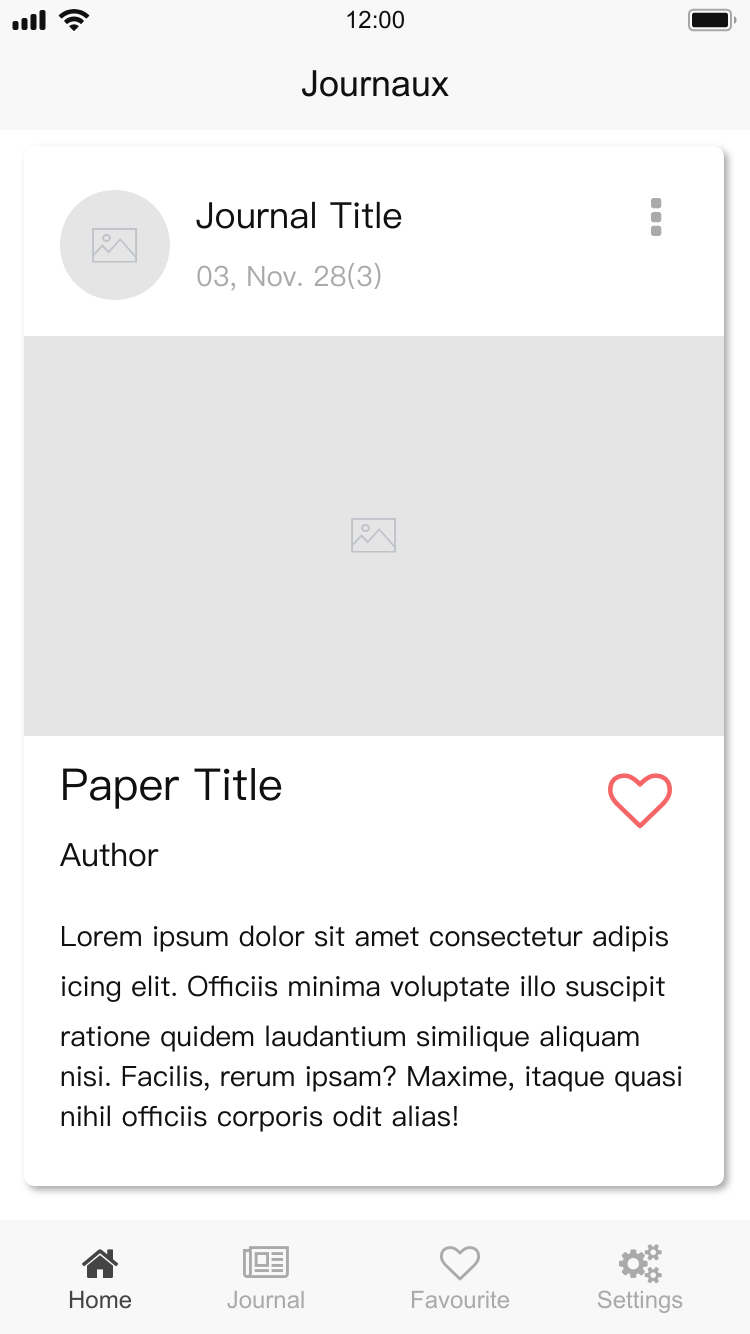 12:00
Journaux
Journal Title
03, Nov. 28(3)
Paper Title
Author
Lorem ipsum dolor sit amet consectetur adipis
icing elit. Officiis minima voluptate illo suscipit
ratione quidem laudantium similique aliquam
nisi. Facilis, rerum ipsam? Maxime, itaque quasi
nihil officiis corporis odit alias!
Home
Journal
Favourite
Settings